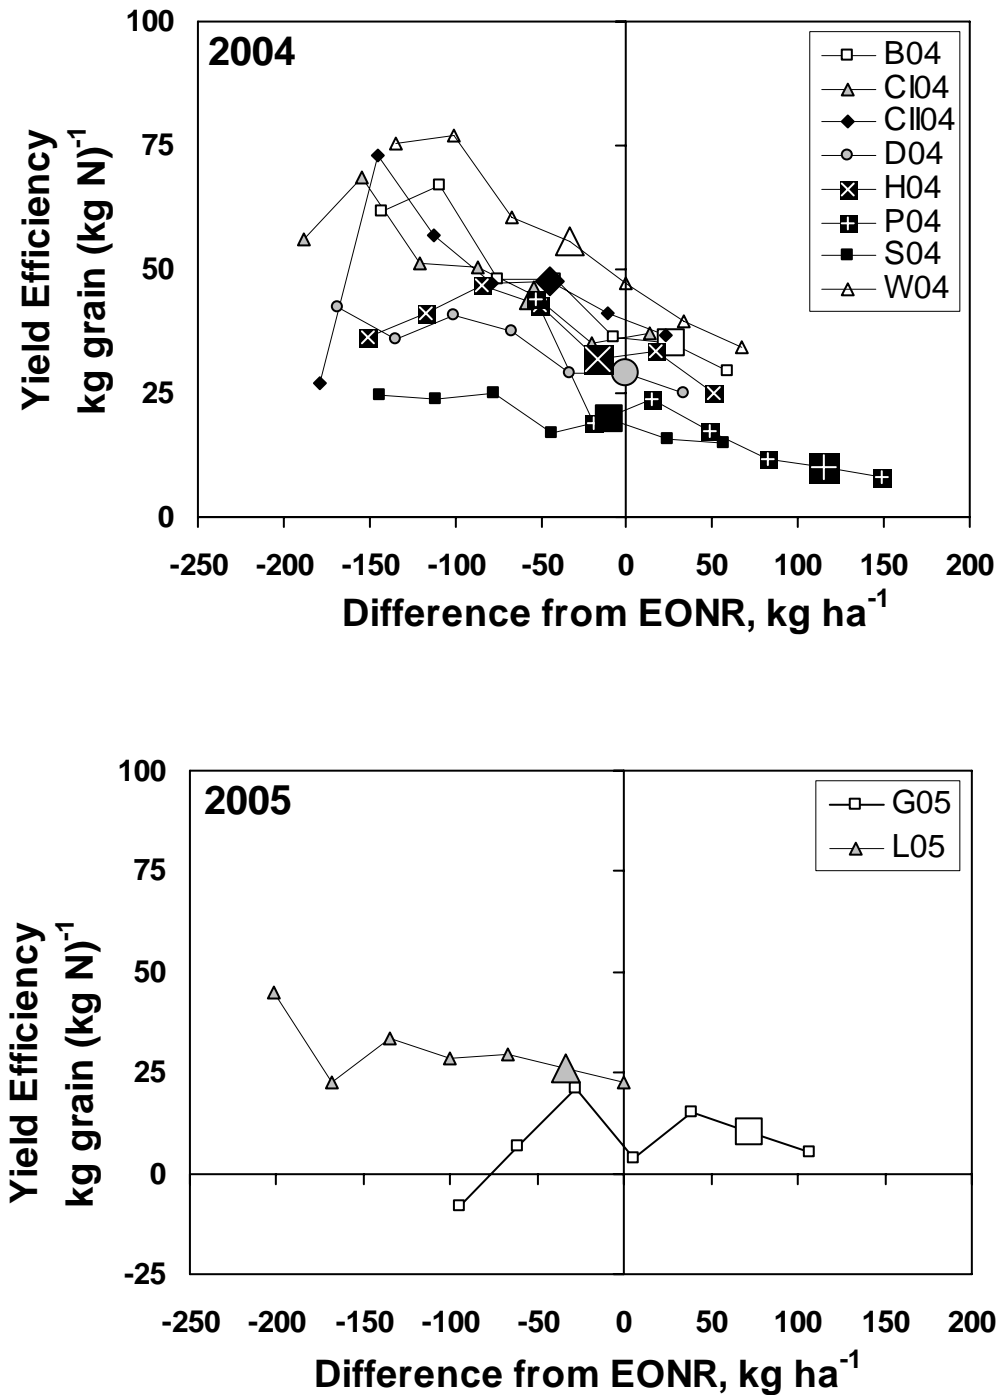 2004
100
75
50
25
0
Yield Efficiency
kg grain (kg N)-1
B04
CI04
CII04
D04
H04
P04
S04
W04
-250 -200 -150 -100 -50 0 50 100 150 200
Difference from EONR, kg ha-1
2005
100
75
50
25
0
-25
Yield Efficiency
kg grain (kg N)-1
G05
L05
-250 -200 -150 -100 -50 0 50 100 150 200
Difference from EONR, kg ha-1